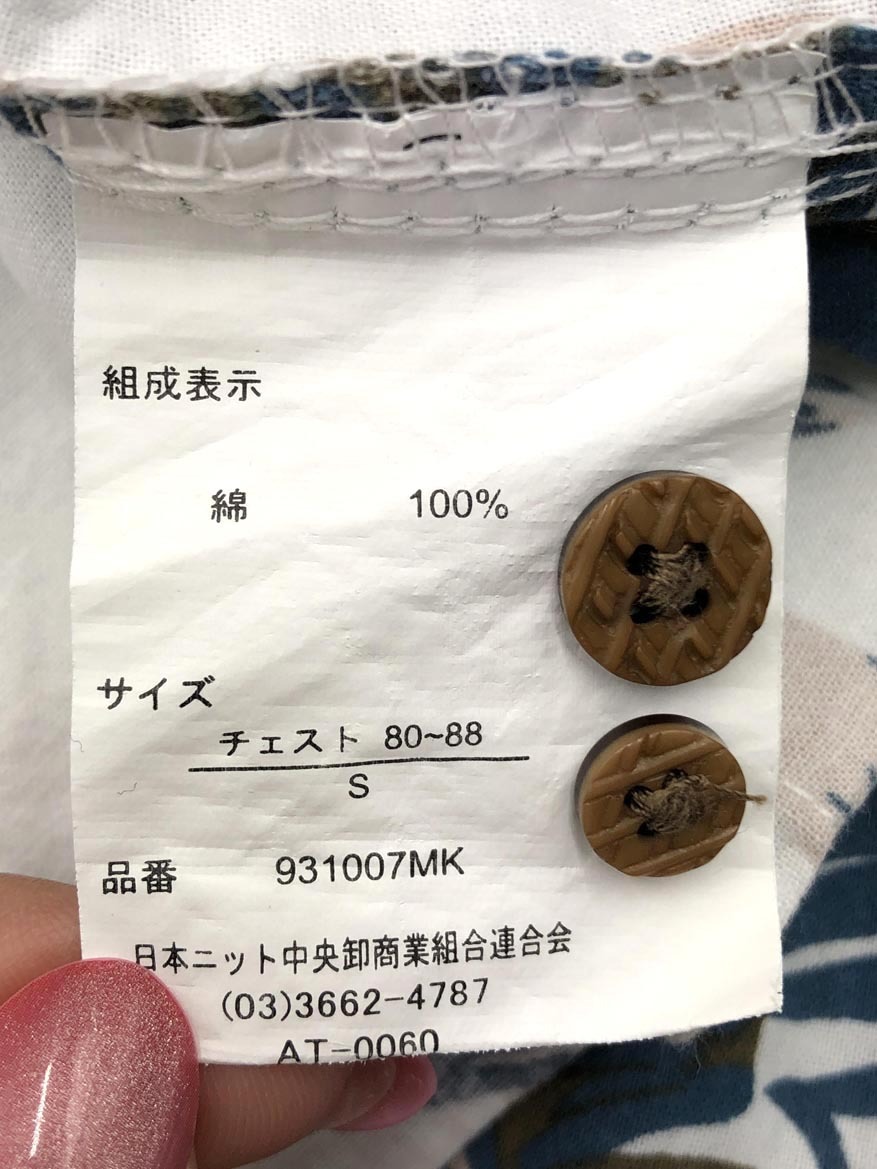 組成表示
綿 100%
サイズ
チェスト 80~88
S
品番 931007MK
日本ニット中央卸商業組合連合会
(03)3662-4787
AT-0060